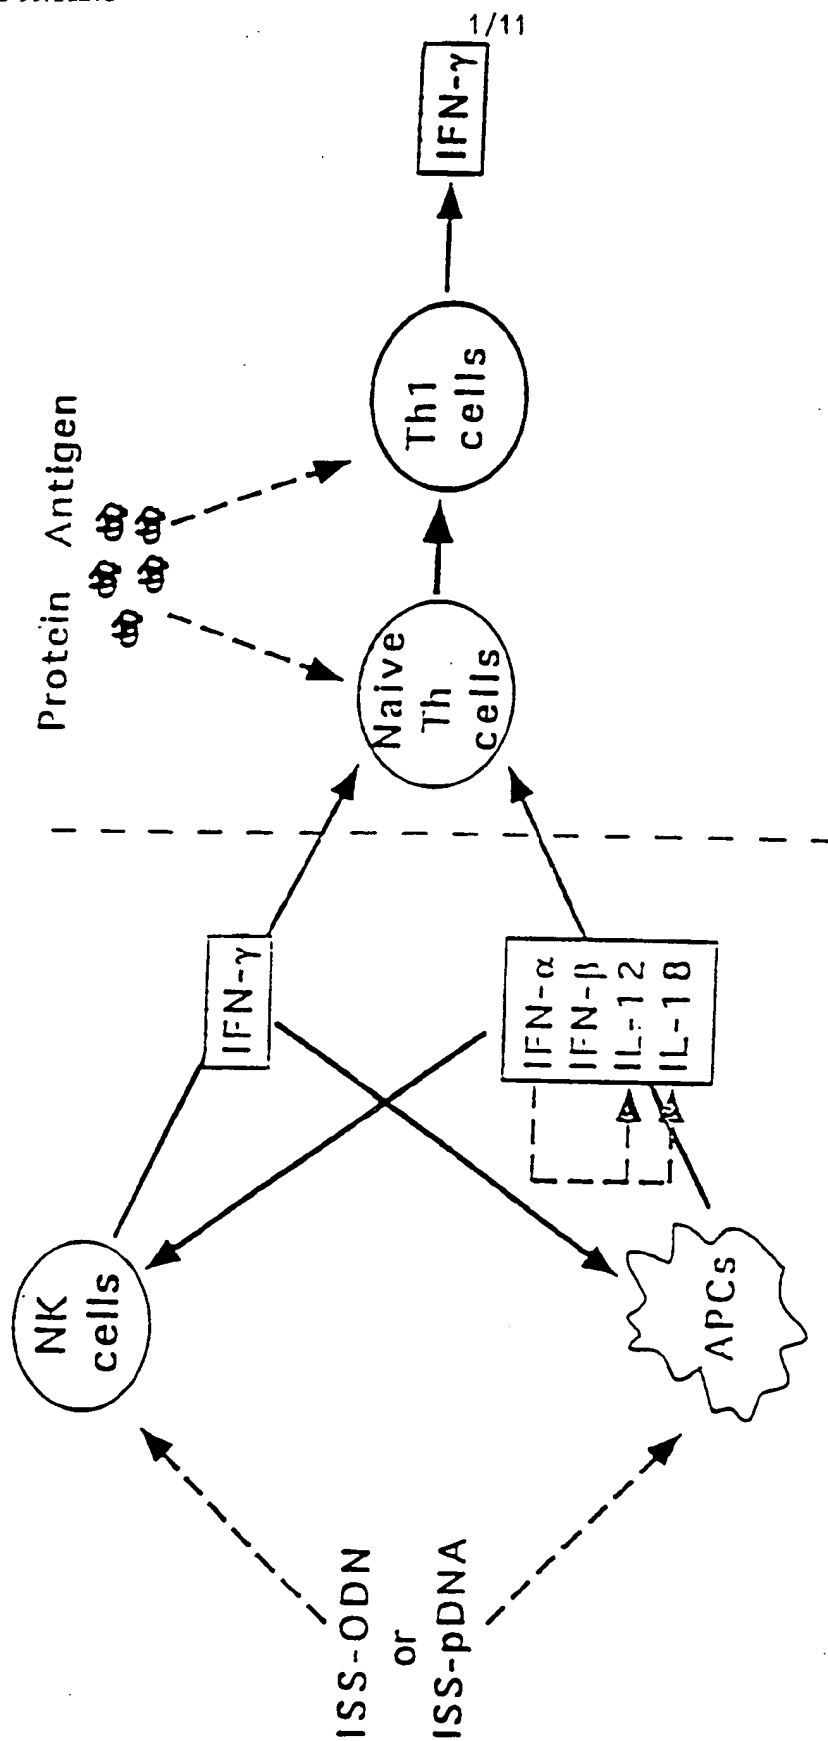 1/11
ISS-ODN
or
ISS-pDNA
NK
cells
APCs
IFN-γ
IFN-α
IFN-β
IL-12
IL-18
Protein Antigen
Naive
Th
cells
Th1
cells
IFN-γ